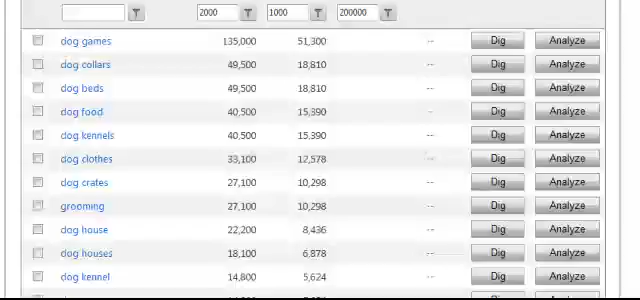 2000 1000 200000
dog games 135,000 51,300 -- Dig Analyze
dog collars 49,500 18,810 -- Dig Analyze
dog beds 49,500 18,810 -- Dig Analyze
dog food 40,500 15,390 -- Dig Analyze
dog kennels 40,500 15,390 -- Dig Analyze
dog clothes 33,100 12,578 -- Dig Analyze
dog crates 27,100 10,298 -- Dig Analyze
grooming 27,100 10,298 -- Dig Analyze
dog house 22,200 8,436 -- Dig Analyze
dog houses 18,100 6,878 -- Dig Analyze
dog kennel 14,800 5,624 -- Dig Analyze